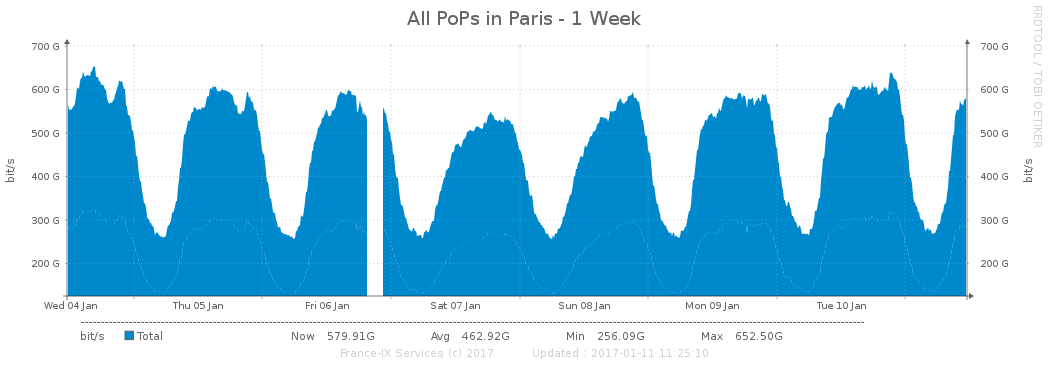 All PoPs in Paris - 1 Week
RRDTOOL / TOBI OETIKER
700 G 700 G
600 G 600 G
500 G 500 G
400 G 400 G
300 G 300 G
200 G 200 G
bit/s
bit/s
Wed 04 Jan Thu 05 Jan Fri 06 Jan Sat 07 Jan Sun 08 Jan Mon 09 Jan Tue 10 Jan
bit/s Total Now 579.91G Avg 462.92G Min 256.09G Max 652.50G
France-IX Services (c) 2017 Updated : 2017-01-11 11:25:10